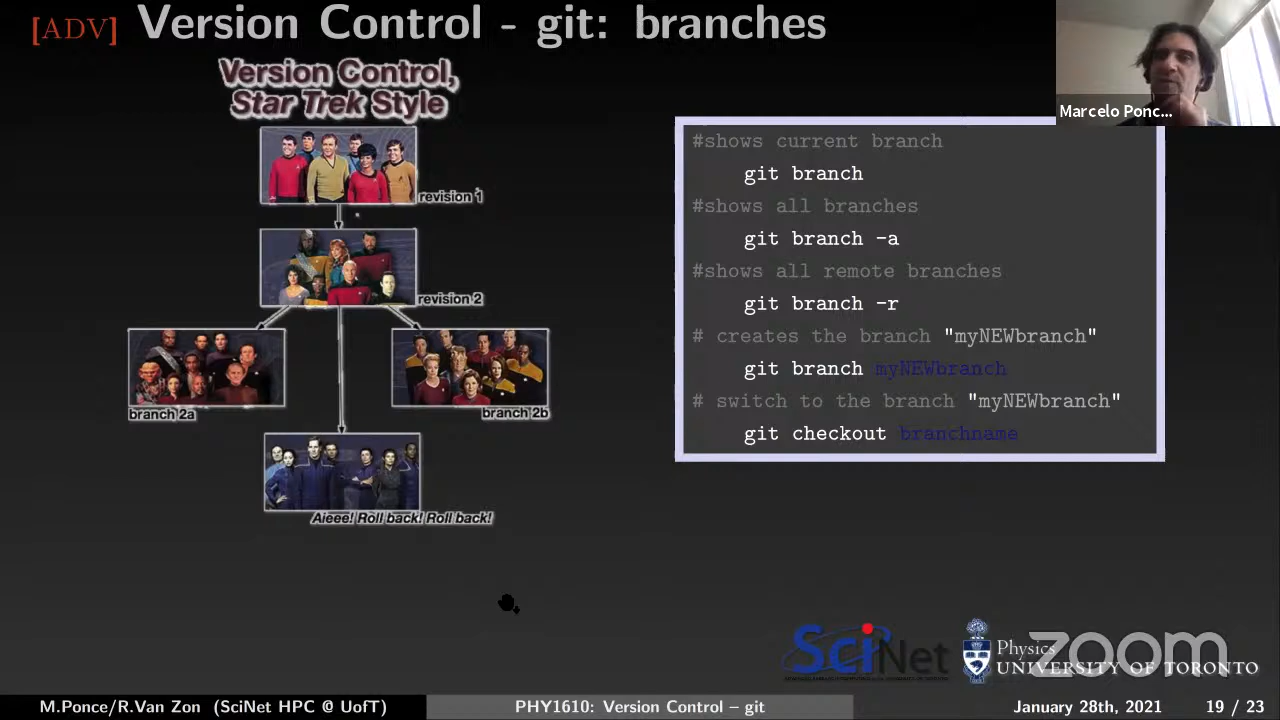 [ADV] Version Control - git: branches
Marcelo Ponc...
Version Control,
Star Trek Style
revision 1
revision 2
branch 2a
branch 2b
Aieee! Roll back! Roll back!
#shows current branch
git branch
#shows all branches
git branch -a
#shows all remote branches
git branch -r
# creates the branch "myNEWbranch"
git branch myNEWbranch
# switch to the branch "myNEWbranch"
git checkout branchname
SciNet
Physics
UNIVERSITY OF TORONTO
zoom
M.Ponce/R.Van Zon (SciNet HPC @ UofT)
PHY1610: Version Control – git
January 28th, 2021
19 / 23